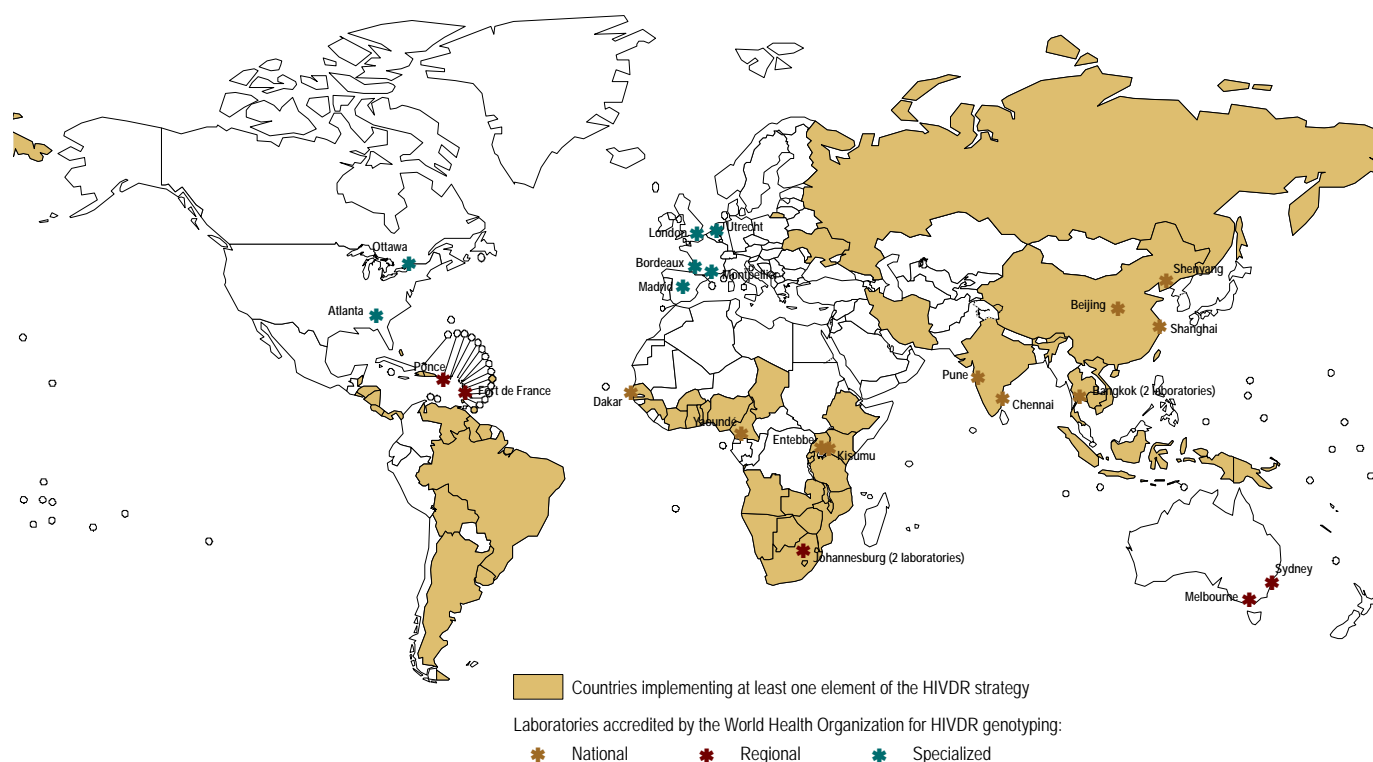 Ottawa
London
Utrecht
Bordeaux
Montpellier
Madrid
Atlanta
Shenyang
Beijing
Shanghai
Ponce
Fort de France
Pune
Chennai
Bangkok (2 laboratories)
Dakar
Yaoundé
Entebbe
Kisumu
Johannesburg (2 laboratories)
Sydney
Melbourne
Countries implementing at least one element of the HIVDR strategy
Laboratories accredited by the World Health Organization for HIVDR genotyping:
National Regional Specialized